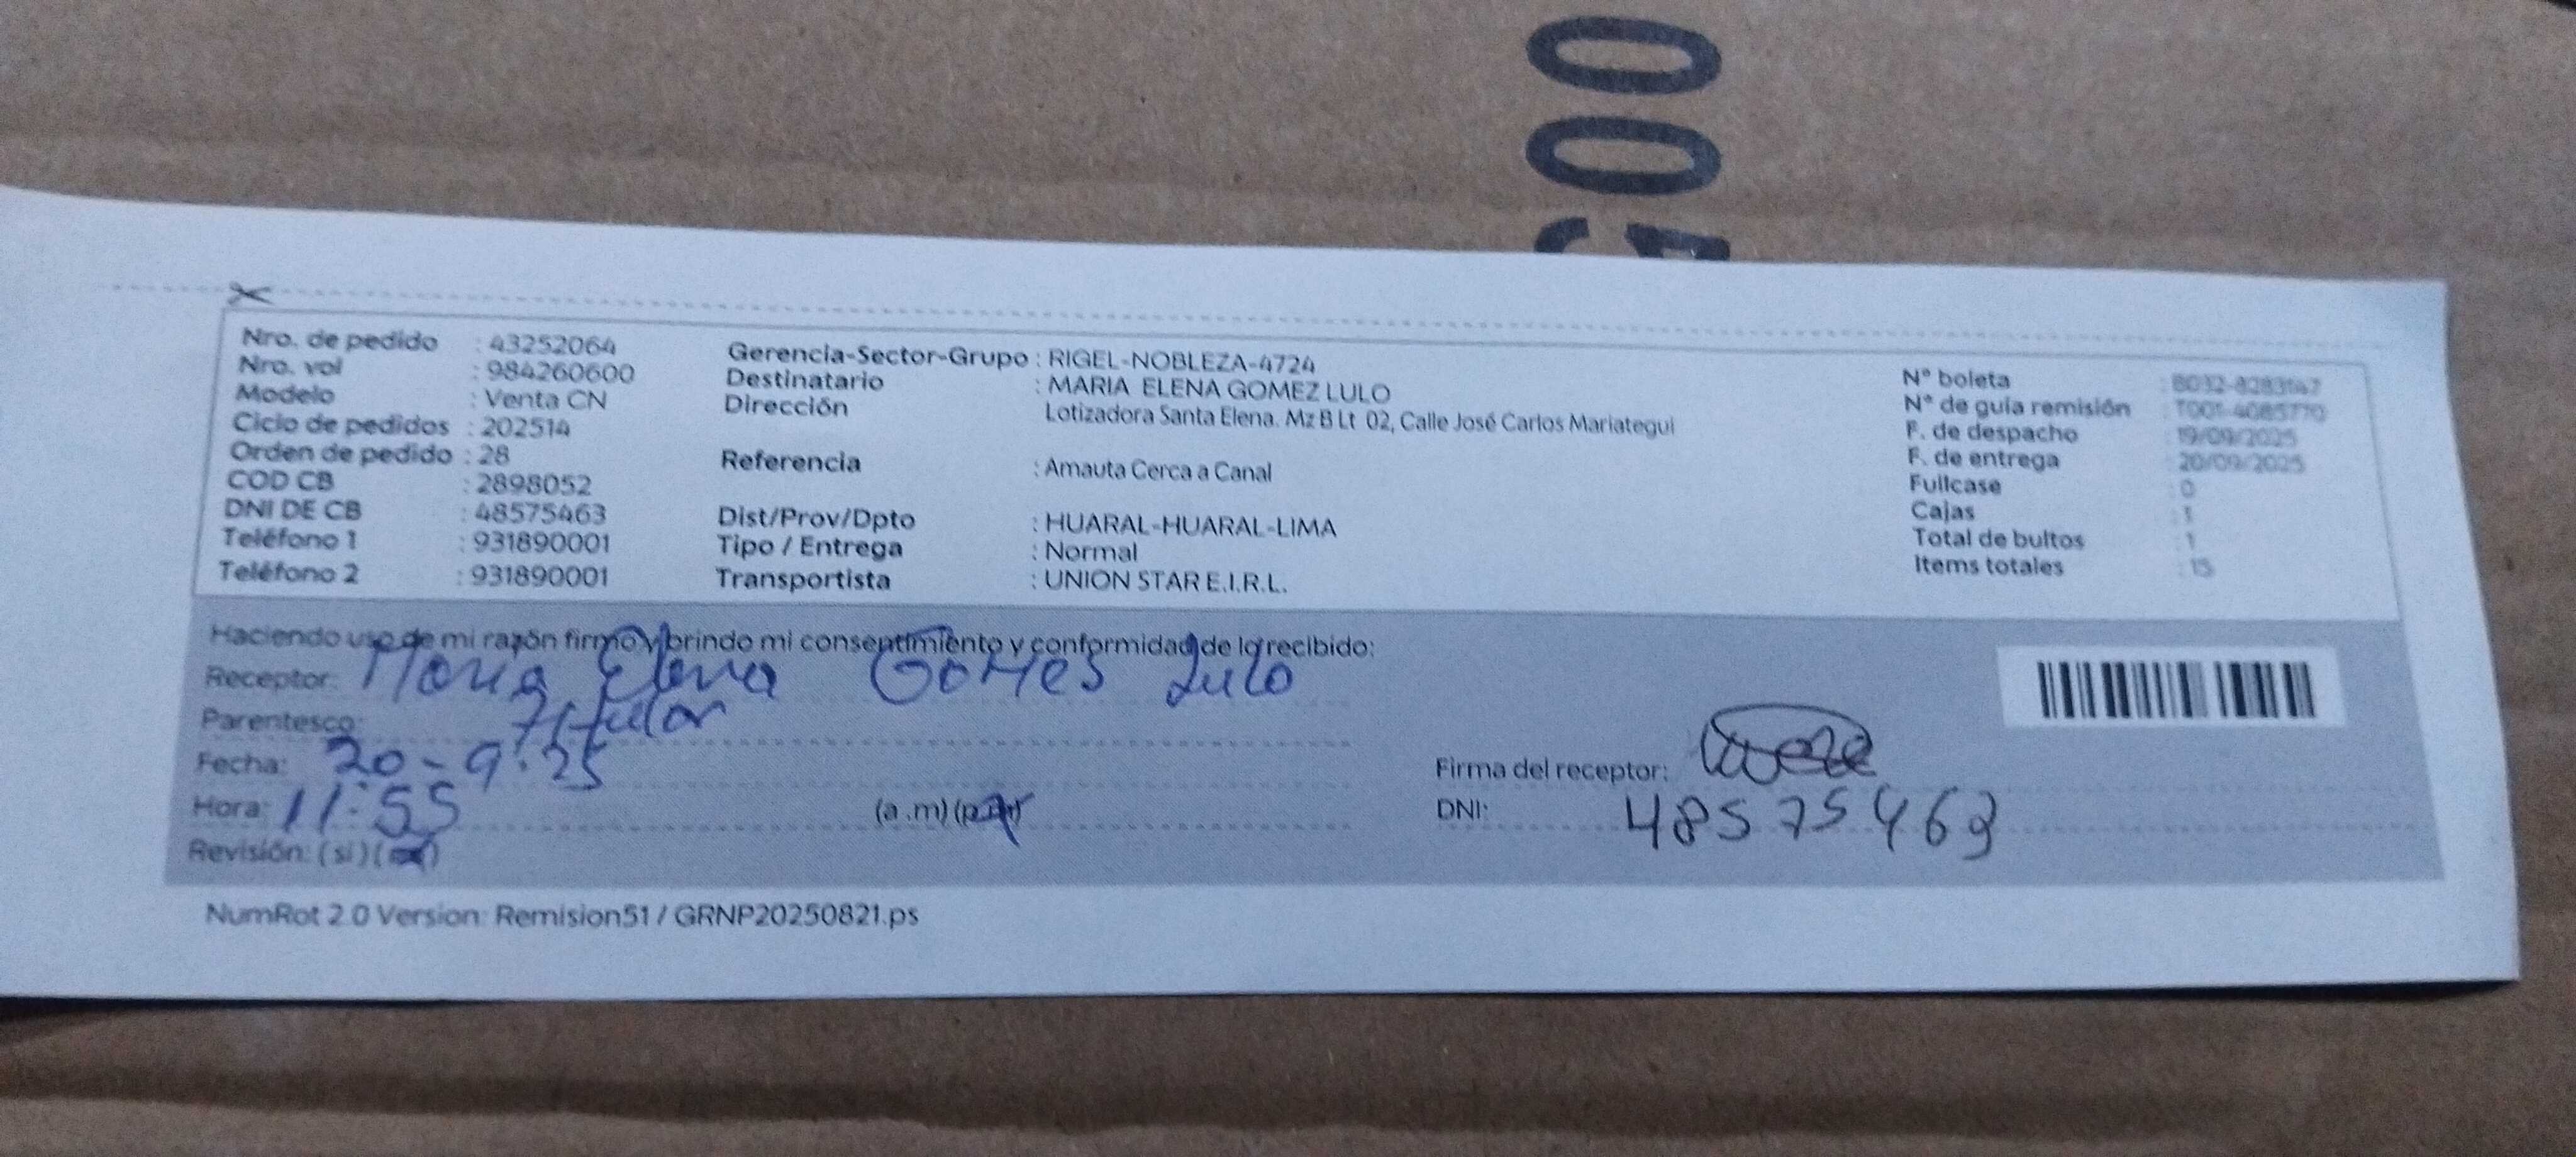 GOO
Nro. de pedido : 43252064
Nro. vol : 984260600
Modelo : Venta CN
Ciclo de pedidos : 202514
Orden de pedido : 28
COD CB : 2898052
DNI DE CB : 48575463
Teléfono 1 : 931890001
Teléfono 2 : 931890001
Gerencia-Sector-Grupo : RIGEL-NOBLEZA-4724
Destinatario : MARIA ELENA GOMEZ LULO
Dirección Lotizadora Santa Elena. Mz B Lt 02, Calle José Carlos Mariategui
Referencia : Amauta Cerca a Canal
Dist/Prov/Dpto : HUARAL-HUARAL-LIMA
Tipo / Entrega : Normal
Transportista : UNION STAR E.I.R.L.
N° boleta
N° de guía remisión : T001-4085770
F. de despacho : 19/09/2025
F. de entrega : 20/09/2025
Fullcase : 0
Cajas : 1
Total de bultos : 1
Items totales : 15
Haciendo uso de mi razón firmo y brindo mi consentimiento y conformidad de lo recibido:
Receptor: Maria Elena Gomes Lulo
Parentesco: Titular
Fecha: 20-9-25
Hora: 11:55 (a.m) (p.m)
Revisión: (si) (
Firma del receptor:
DNI: 48575463
NumRot 2.0 Version: Remision51 / GRNP20250821.ps